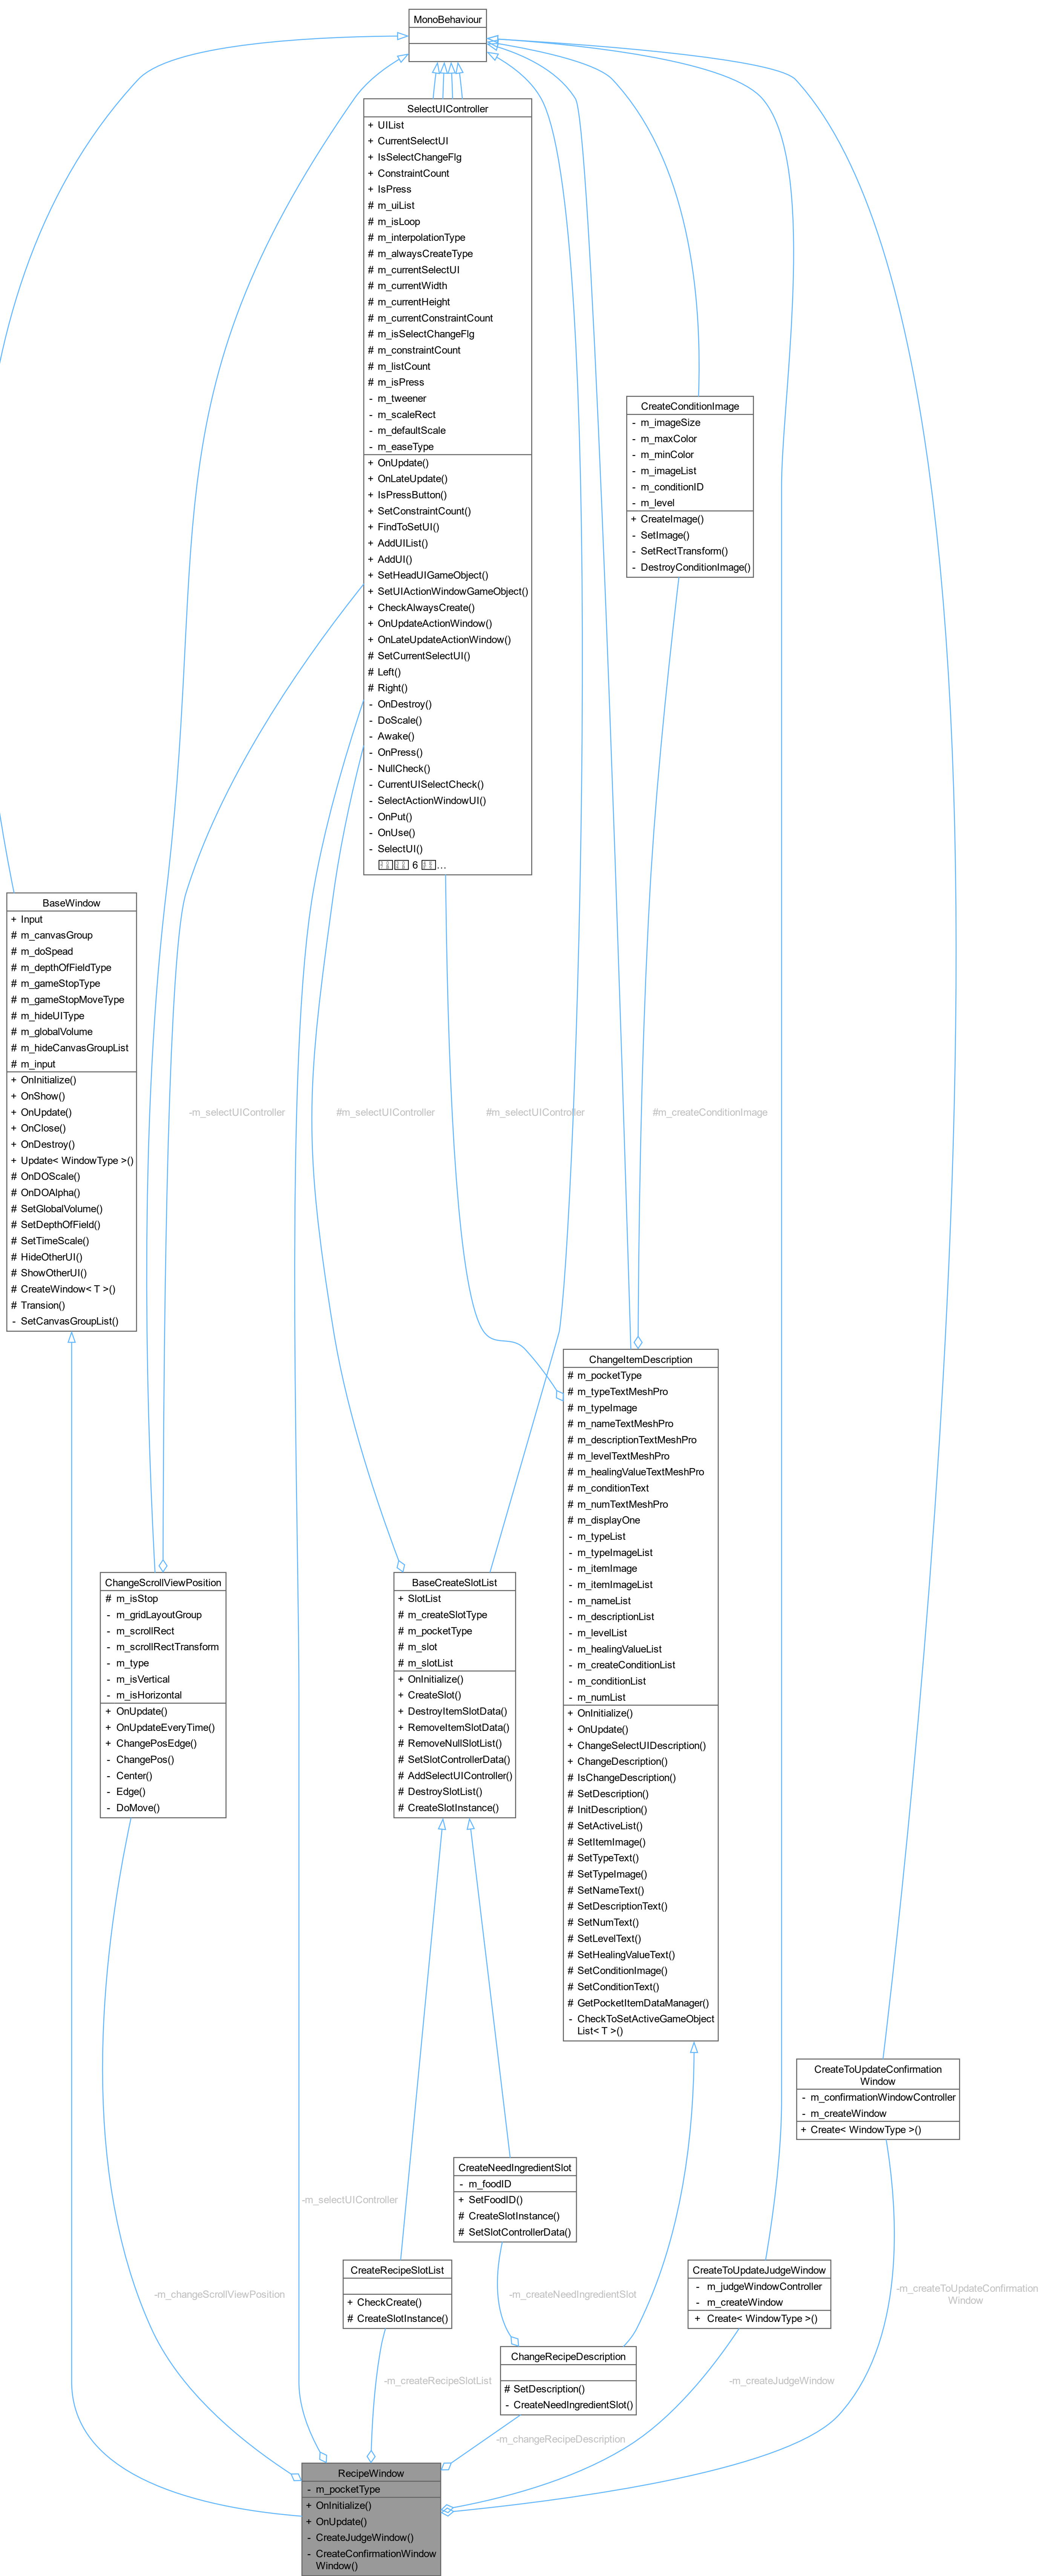 MonoBehaviour
SelectUIController
+ UIList
+ CurrentSelectUI
+ IsSelectChangeFlg
+ ConstraintCount
+ IsPress
# m_uiList
# m_isLoop
# m_interpolationType
# m_alwaysCreateType
# m_currentSelectUI
# m_currentWidth
# m_currentHeight
# m_currentConstraintCount
# m_isSelectChangeFlg
# m_constraintCount
# m_listCount
# m_isPress
- m_tweener
- m_scaleRect
- m_defaultScale
- m_easeType
+ OnUpdate()
+ OnLateUpdate()
+ IsPressButton()
+ SetConstraintCount()
+ FindToSetUI()
+ AddUIList()
+ AddUI()
+ SetHeadUIGameObject()
+ SetUIActionWindowGameObject()
+ CheckAlwaysCreate()
+ OnUpdateActionWindow()
+ OnLateUpdateActionWindow()
# SetCurrentSelectUI()
# Left()
# Right()
- OnDestroy()
- DoScale()
- Awake()
- OnPress()
- NullCheck()
- CurrentUISelectCheck()
- SelectActionWindowUI()
- OnPut()
- OnUse()
- SelectUI()
6 ...
CreateConditionImage
- m_imageSize
- m_maxColor
- m_minColor
- m_imageList
- m_conditionID
- m_level
+ CreateImage()
- SetImage()
- SetRectTransform()
- DestroyConditionImage()
BaseWindow
+ Input
# m_canvasGroup
# m_doSpead
# m_depthOfFieldType
# m_gameStopType
# m_gameStopMoveType
# m_hideUIType
# m_globalVolume
# m_hideCanvasGroupList
# m_input
+ OnInitialize()
+ OnShow()
+ OnUpdate()
+ OnClose()
+ OnDestroy()
+ Update< WindowType >()
# OnDOScale()
# OnDOAlpha()
# SetGlobalVolume()
# SetDepthOfField()
# SetTimeScale()
# HideOtherUI()
# ShowOtherUI()
# CreateWindow< T >()
# Transion()
- SetCanvasGroupList()
-m_selectUIController
#m_selectUIController
#m_selectUIController
#m_createConditionImage
ChangeItemDescription
# m_pocketType
# m_typeTextMeshPro
# m_typeImage
# m_nameTextMeshPro
# m_descriptionTextMeshPro
# m_levelTextMeshPro
# m_healingValueTextMeshPro
# m_conditionText
# m_numTextMeshPro
# m_displayOne
- m_typeList
- m_typeImageList
- m_itemImage
- m_itemImageList
- m_nameList
- m_descriptionList
- m_levelList
- m_healingValueList
- m_createConditionList
- m_conditionList
- m_numList
+ OnInitialize()
+ OnUpdate()
+ ChangeSelectUIDescription()
+ ChangeDescription()
# IsChangeDescription()
# SetDescription()
# InitDescription()
# SetActiveList()
# SetItemImage()
# SetTypeText()
# SetTypeImage()
# SetNameText()
# SetDescriptionText()
# SetNumText()
# SetLevelText()
# SetHealingValueText()
# SetConditionImage()
# SetConditionText()
# GetPocketItemDataManager()
- CheckToSetActiveGameObject
List< T >()
ChangeScrollViewPosition
# m_isStop
- m_gridLayoutGroup
- m_scrollRect
- m_scrollRectTransform
- m_type
- m_isVertical
- m_isHorizontal
+ OnUpdate()
+ OnUpdateEveryTime()
+ ChangePosEdge()
- ChangePos()
- Center()
- Edge()
- DoMove()
BaseCreateSlotList
+ SlotList
# m_createSlotType
# m_pocketType
# m_slot
# m_slotList
+ OnInitialize()
+ CreateSlot()
+ DestroyItemSlotData()
+ RemoveItemSlotData()
# RemoveNullSlotList()
# SetSlotControllerData()
# AddSelectUIController()
# DestroySlotList()
# CreateSlotInstance()
CreateToUpdateConfirmation
Window
- m_confirmationWindowController
- m_createWindow
+ Create< WindowType >()
CreateNeedIngredientSlot
- m_foodID
+ SetFoodID()
# CreateSlotInstance()
# SetSlotControllerData()
-m_selectUIController
CreateRecipeSlotList
+ CheckCreate()
# CreateSlotInstance()
CreateToUpdateJudgeWindow
- m_judgeWindowController
- m_createWindow
+ Create< WindowType >()
-m_changeScrollViewPosition
-m_createNeedIngredientSlot
-m_createToUpdateConfirmation
Window
ChangeRecipeDescription
# SetDescription()
- CreateNeedIngredientSlot()
-m_createRecipeSlotList
-m_createJudgeWindow
-m_changeRecipeDescription
RecipeWindow
- m_pocketType
+ OnInitialize()
+ OnUpdate()
- CreateJudgeWindow()
- CreateConfirmationWindow
Window()